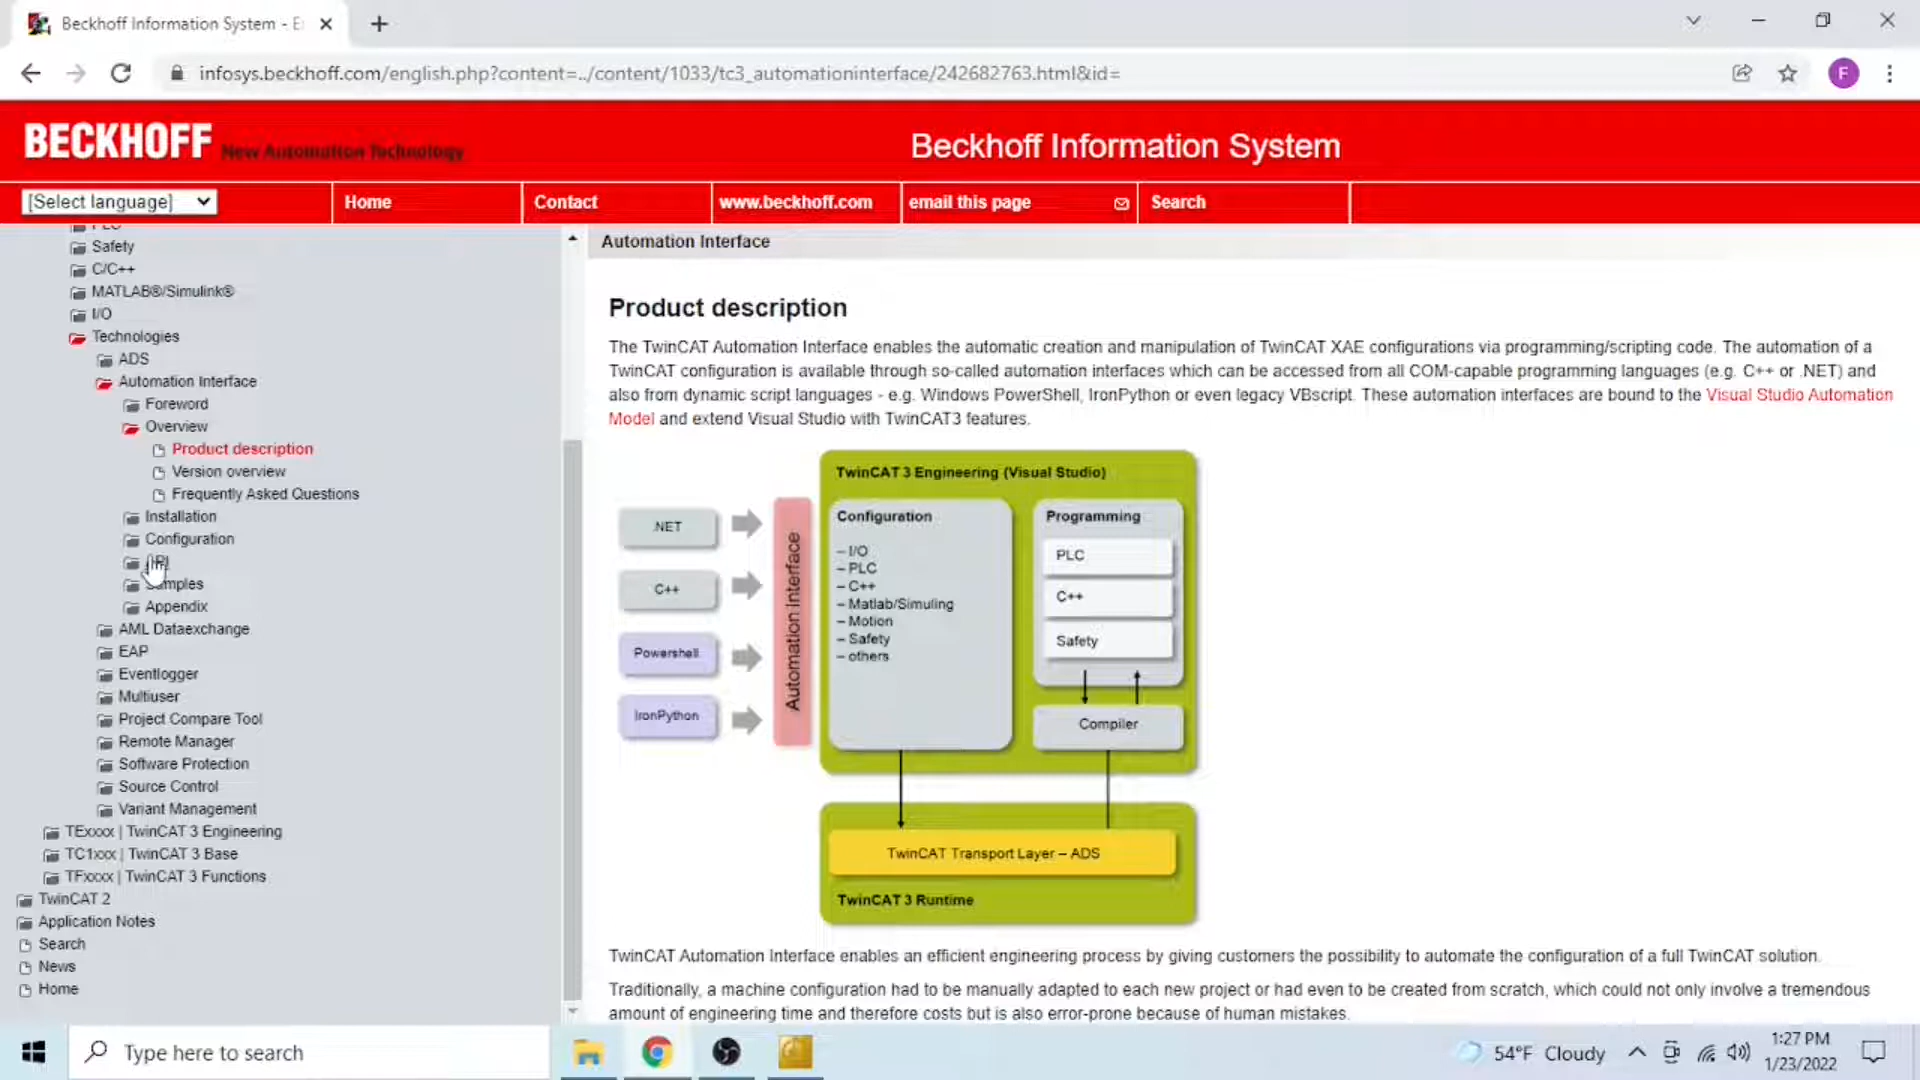 Beckhoff Information System - E
infosys.beckhoff.com/english.php?content=../content/1033/tc3_automationinterface/242682763.html&id=
F
BECKHOFF New Automation Technology
Beckhoff Information System
[Select language]
Home
Contact
www.beckhoff.com
email this page
Search
PLC
Safety
C/C++
MATLAB®/Simulink®
I/O
Technologies
ADS
Automation Interface
Foreword
Overview
Product description
Version overview
Frequently Asked Questions
Installation
Configuration
Appendix
AML Dataexchange
EAP
Eventlogger
Multiuser
Project Compare Tool
Remote Manager
Software Protection
Source Control
Variant Management
TExxxx | TwinCAT 3 Engineering
TC1xxx | TwinCAT 3 Base
TFxxxx | TwinCAT 3 Functions
TwinCAT 2
Application Notes
Search
News
Home
Automation Interface
Product description
The TwinCAT Automation Interface enables the automatic creation and manipulation of TwinCAT XAE configurations via programming/scripting code. The automation of a
TwinCAT configuration is available through so-called automation interfaces which can be accessed from all COM-capable programming languages (e.g. C++ or .NET) and
also from dynamic script languages - e.g. Windows PowerShell, IronPython or even legacy VBscript. These automation interfaces are bound to the Visual Studio Automation
Model and extend Visual Studio with TwinCAT3 features.
.NET
C++
Powershell
IronPython
Automation Interface
TwinCAT 3 Engineering (Visual Studio)
Configuration
– I/O
– PLC
– C++
– Matlab/Simuling
– Motion
– Safety
– others
Programming
PLC
C++
Safety
Compiler
TwinCAT Transport Layer – ADS
TwinCAT 3 Runtime
TwinCAT Automation Interface enables an efficient engineering process by giving customers the possibility to automate the configuration of a full TwinCAT solution.
Traditionally, a machine configuration had to be manually adapted to each new project or had even to be created from scratch, which could not only involve a tremendous
amount of engineering time and therefore costs but is also error-prone because of human mistakes.
Type here to search
54°F Cloudy
1:27 PM
1/23/2022